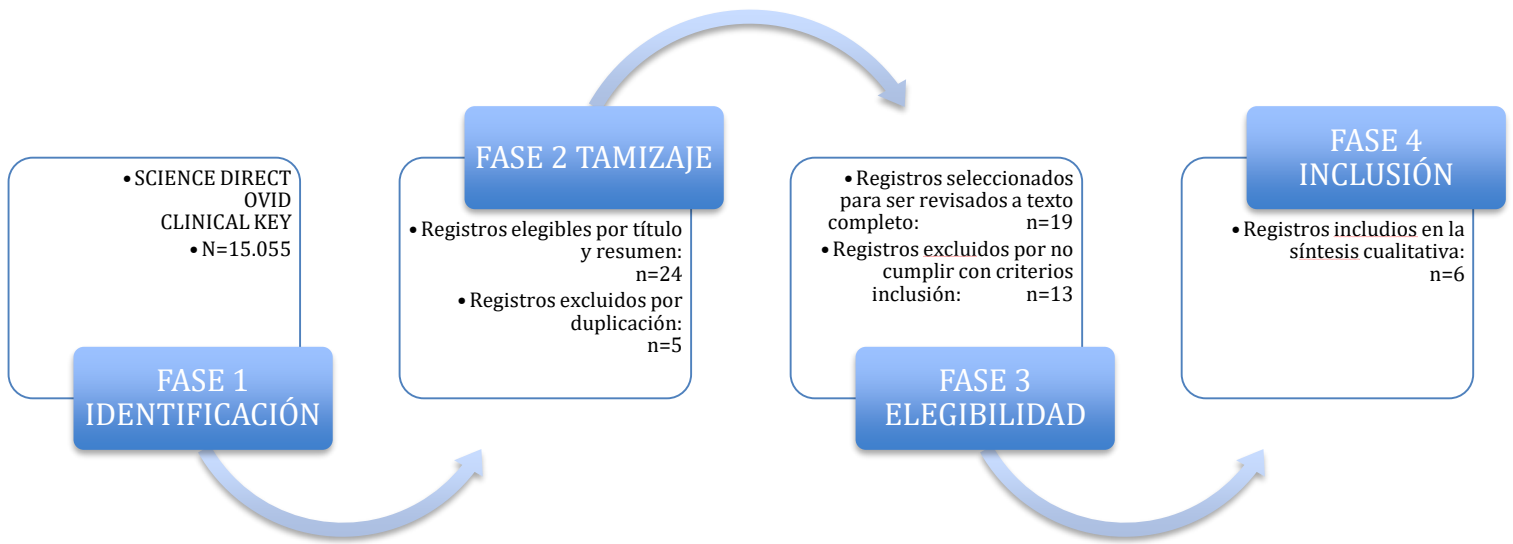 • SCIENCE DIRECT
OVID
CLINICAL KEY
• N=15.055
FASE 1
IDENTIFICACIÓN
FASE 2 TAMIZAJE
• Registros elegibles por título
y resumen:
n=24
• Registros excluidos por
duplicación:
n=5
• Registros seleccionados
para ser revisados a texto
completo: n=19
• Registros excluidos por no
cumplir con criterios
inclusión: n=13
FASE 3
ELEGIBILIDAD
FASE 4
INCLUSIÓN
• Registros includios en la
síntesis cualitativa:
n=6